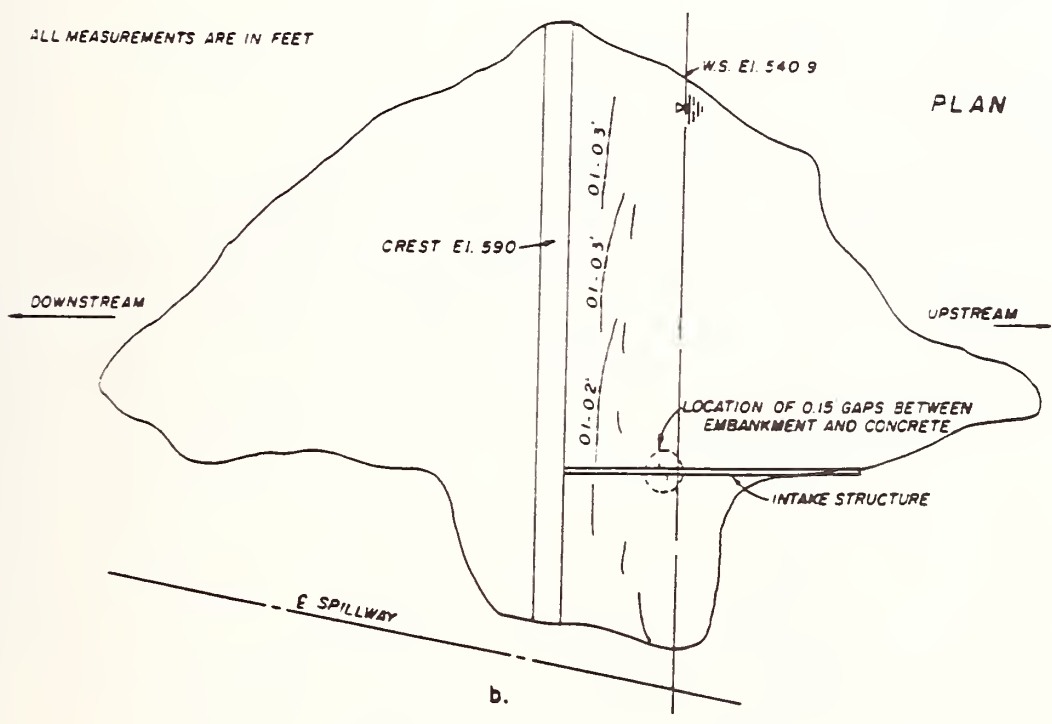 ALL MEASUREMENTS ARE IN FEET
W.S. El. 540 9
PLAN
01-03'
CREST El. 590
01-03'
DOWNSTREAM
UPSTREAM
01-02'
LOCATION OF 0.15 GAPS BETWEEN
EMBANKMENT AND CONCRETE
INTAKE STRUCTURE
£ SPILLWAY
b.